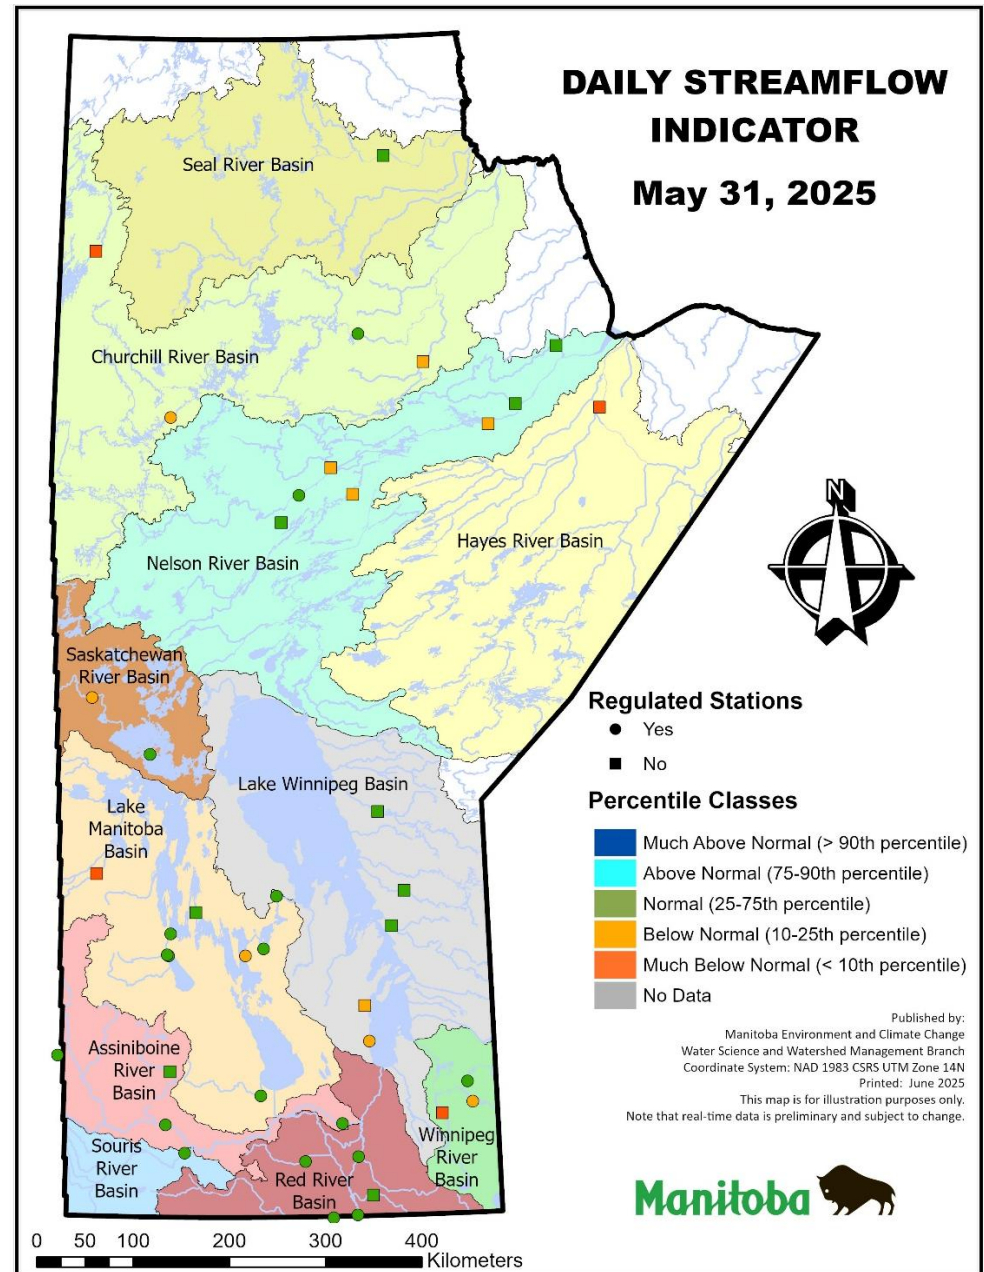 DAILY STREAMFLOW
INDICATOR
May 31, 2025
Seal River Basin
Churchill River Basin
Nelson River Basin
Hayes River Basin
N
Saskatchewan
River Basin
Lake Winnipeg Basin
Lake
Manitoba
Basin
Assiniboine
River
Basin
Souris
River
Basin
Red River
Basin
Winnipeg
River
Basin
Regulated Stations
Yes
No
Percentile Classes
Much Above Normal (> 90th percentile)
Above Normal (75-90th percentile)
Normal (25-75th percentile)
Below Normal (10-25th percentile)
Much Below Normal (< 10th percentile)
No Data
Published by:
Manitoba Environment and Climate Change
Water Science and Watershed Management Branch
Coordinate System: NAD 1983 CSRS UTM Zone 14N
Printed: June 2025
This map is for illustration purposes only.
Note that real-time data is preliminary and subject to change.
Manitoba
0 50 100 200 300 400
Kilometers